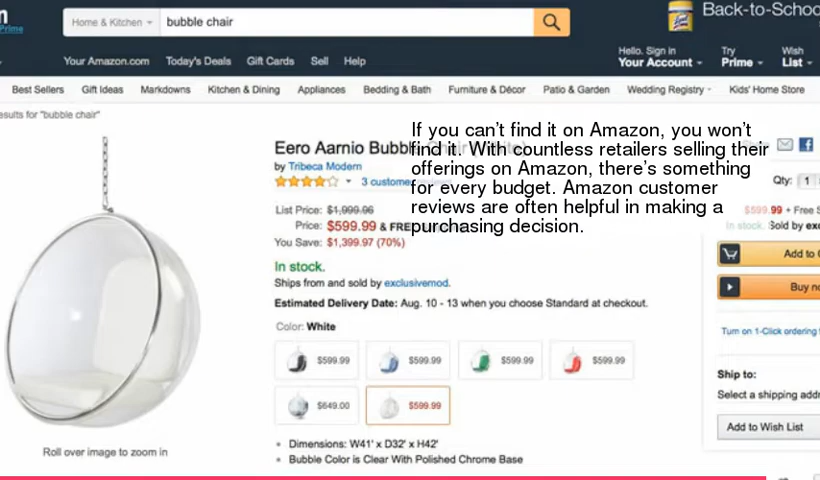 n
Prime
Home & Kitchen
bubble chair
Back-to-Schoo
Your Amazon.com Today's Deals Gift Cards Sell Help
Hello. Sign in
Your Account
Try
Prime
Wish
List
Best Sellers Gift Ideas Markdowns Kitchen & Dining Appliances Bedding & Bath Furniture & Décor Patio & Garden Wedding Registry Kids' Home Store
esults for "bubble chair"
Eero Aarnio Bubbl
by Tribeca Modern
3 custome
List Price: $1,999.96
Price: $599.99 & FREE
You Save: $1,399.97 (70%)
In stock.
Ships from and sold by exclusivemod.
Estimated Delivery Date: Aug. 10 - 13 when you choose Standard at checkout.
If you can't find it on Amazon, you won't
find it. With countless retailers selling their
offerings on Amazon, there's something
for every budget. Amazon customer
reviews are often helpful in making a
purchasing decision.
Color: White
$599.99 $599.99 $599.99 $599.99
$649.00 $599.99
Dimensions: W41' x D32' x H42'
Bubble Color is Clear With Polished Chrome Base
Roll over image to zoom in
Qty: 1
$599.99 + Free S
In stock. Sold by exc
Add to C
Buy no
Turn on 1-Click ordering f
Ship to:
Select a shipping addr
Add to Wish List